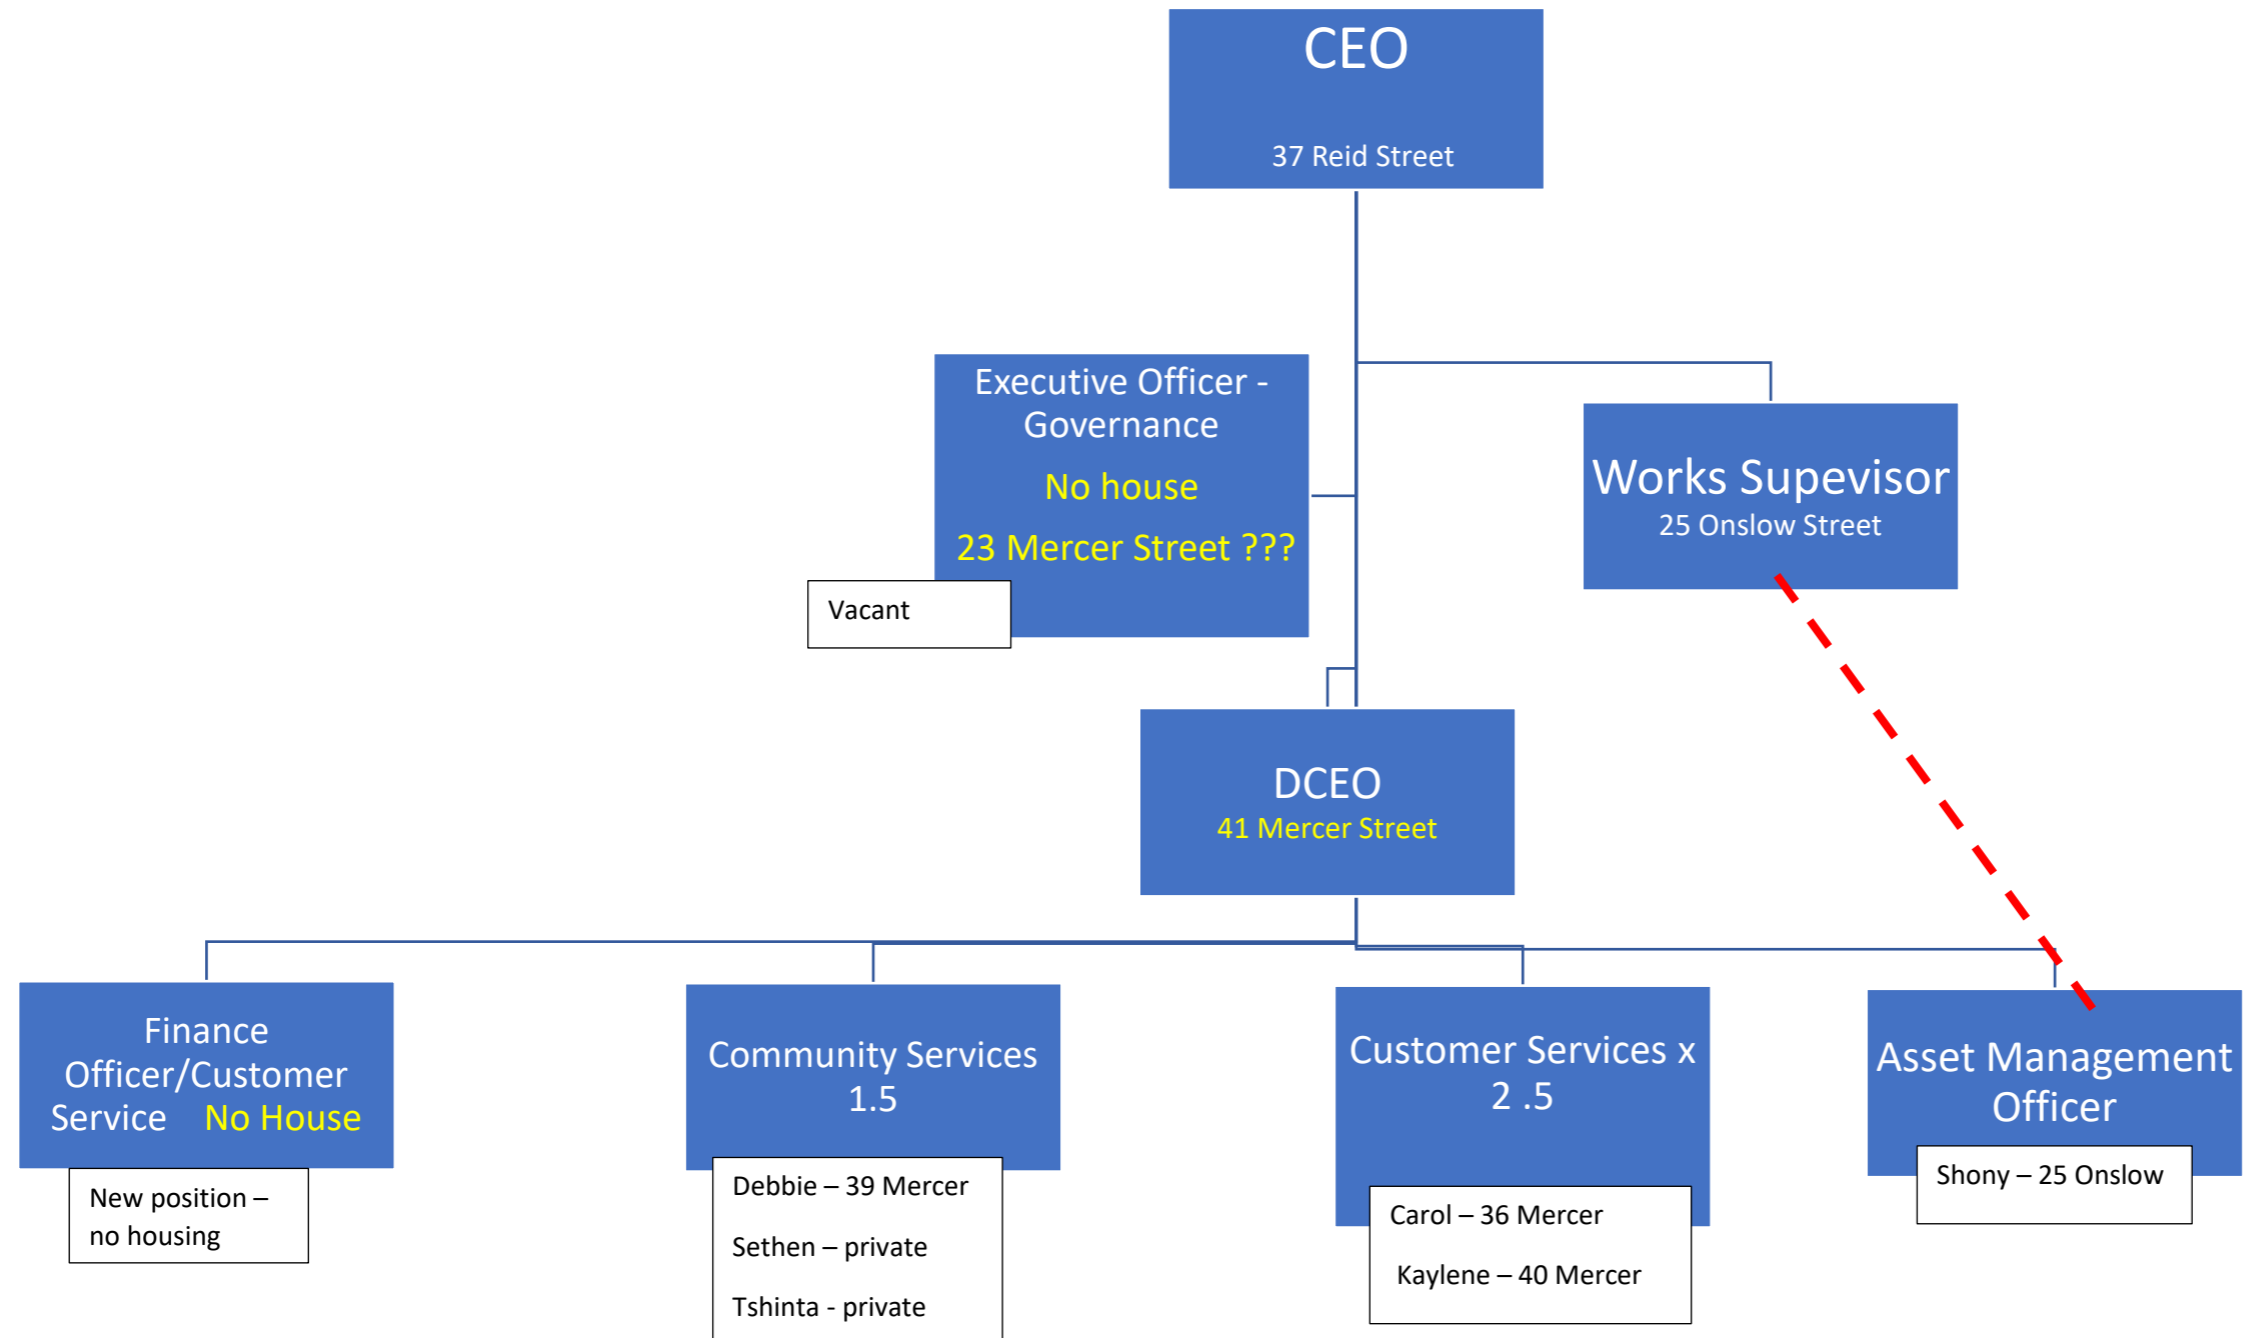 CEO
37 Reid Street
Executive Officer -
Governance
No house
23 Mercer Street ???
Vacant
Works Supevisor
25 Onslow Street
DCEO
41 Mercer Street
Finance
Officer/Customer
Service No House
New position –
no housing
Community Services
1.5
Debbie – 39 Mercer
Sethen – private
Tshinta - private
Customer Services x
2 .5
Carol – 36 Mercer
Kaylene – 40 Mercer
Asset Management
Officer
Shony – 25 Onslow